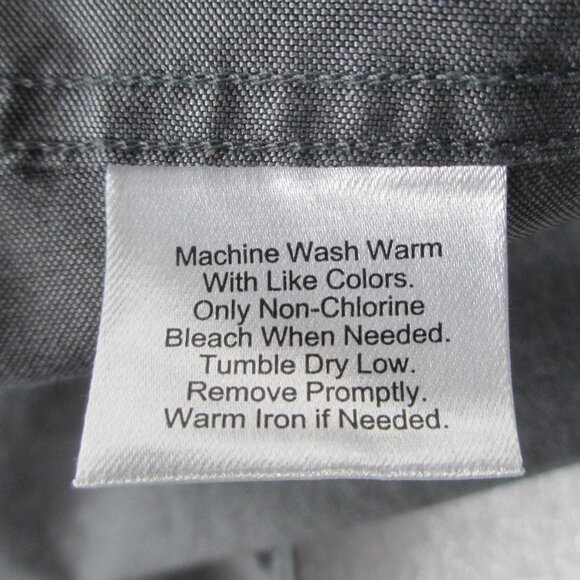 Machine Wash Warm
With Like Colors.
Only Non-Chlorine
Bleach When Needed.
Tumble Dry Low.
Remove Promptly.
Warm Iron if Needed.